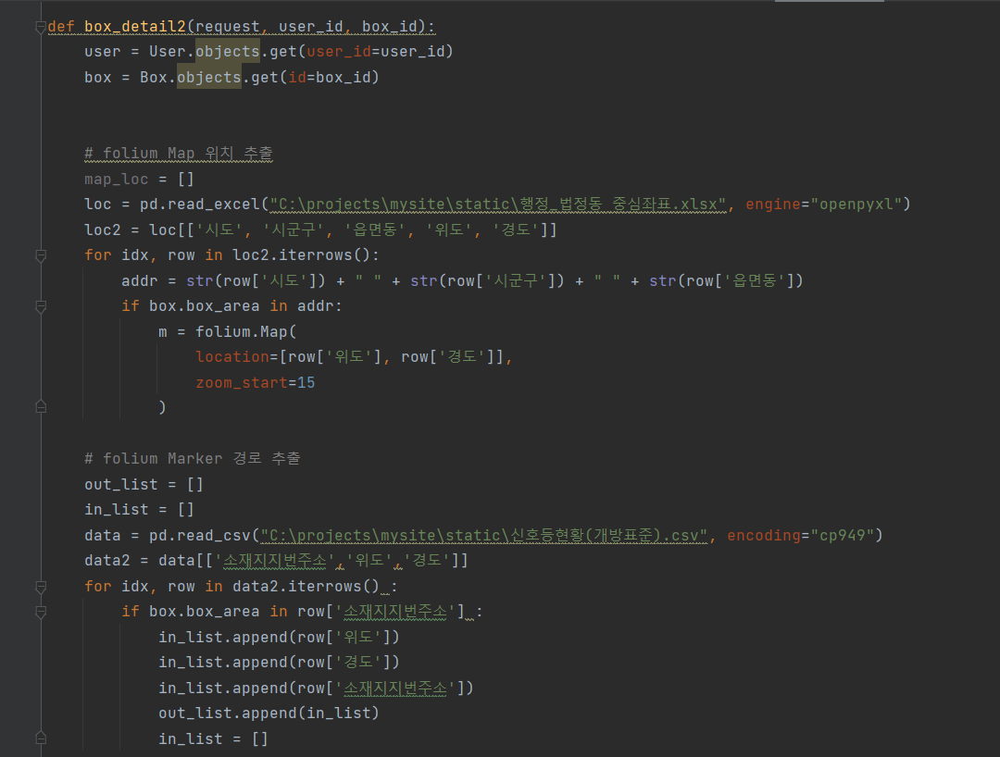 def box_detail2(request, user_id, box_id):
    user = User.objects.get(user_id=user_id)
    box = Box.objects.get(id=box_id)
    # folium Map 위치 추출
    map_loc = []
    loc = pd.read_excel("C:\projects\mysite\static\행정_법정동 중심좌표.xlsx", engine="openpyxl")
    loc2 = loc[['시도', '시군구', '읍면동', '위도', '경도']]
    for idx, row in loc2.iterrows():
        addr = str(row['시도']) + " " + str(row['시군구']) + " " + str(row['읍면동'])
        if box.box_area in addr:
            m = folium.Map(
                location=[row['위도'], row['경도']],
                zoom_start=15
            )
    # folium Marker 경로 추출
    out_list = []
    in_list = []
    data = pd.read_csv("C:\projects\mysite\static\신호등현황(개방표준).csv", encoding="cp949")
    data2 = data[['소재지지번주소','위도','경도']]
    for idx, row in data2.iterrows() :
        if box.box_area in row['소재지지번주소'] :
            in_list.append(row['위도'])
            in_list.append(row['경도'])
            in_list.append(row['소재지지번주소'])
            out_list.append(in_list)
            in_list = []